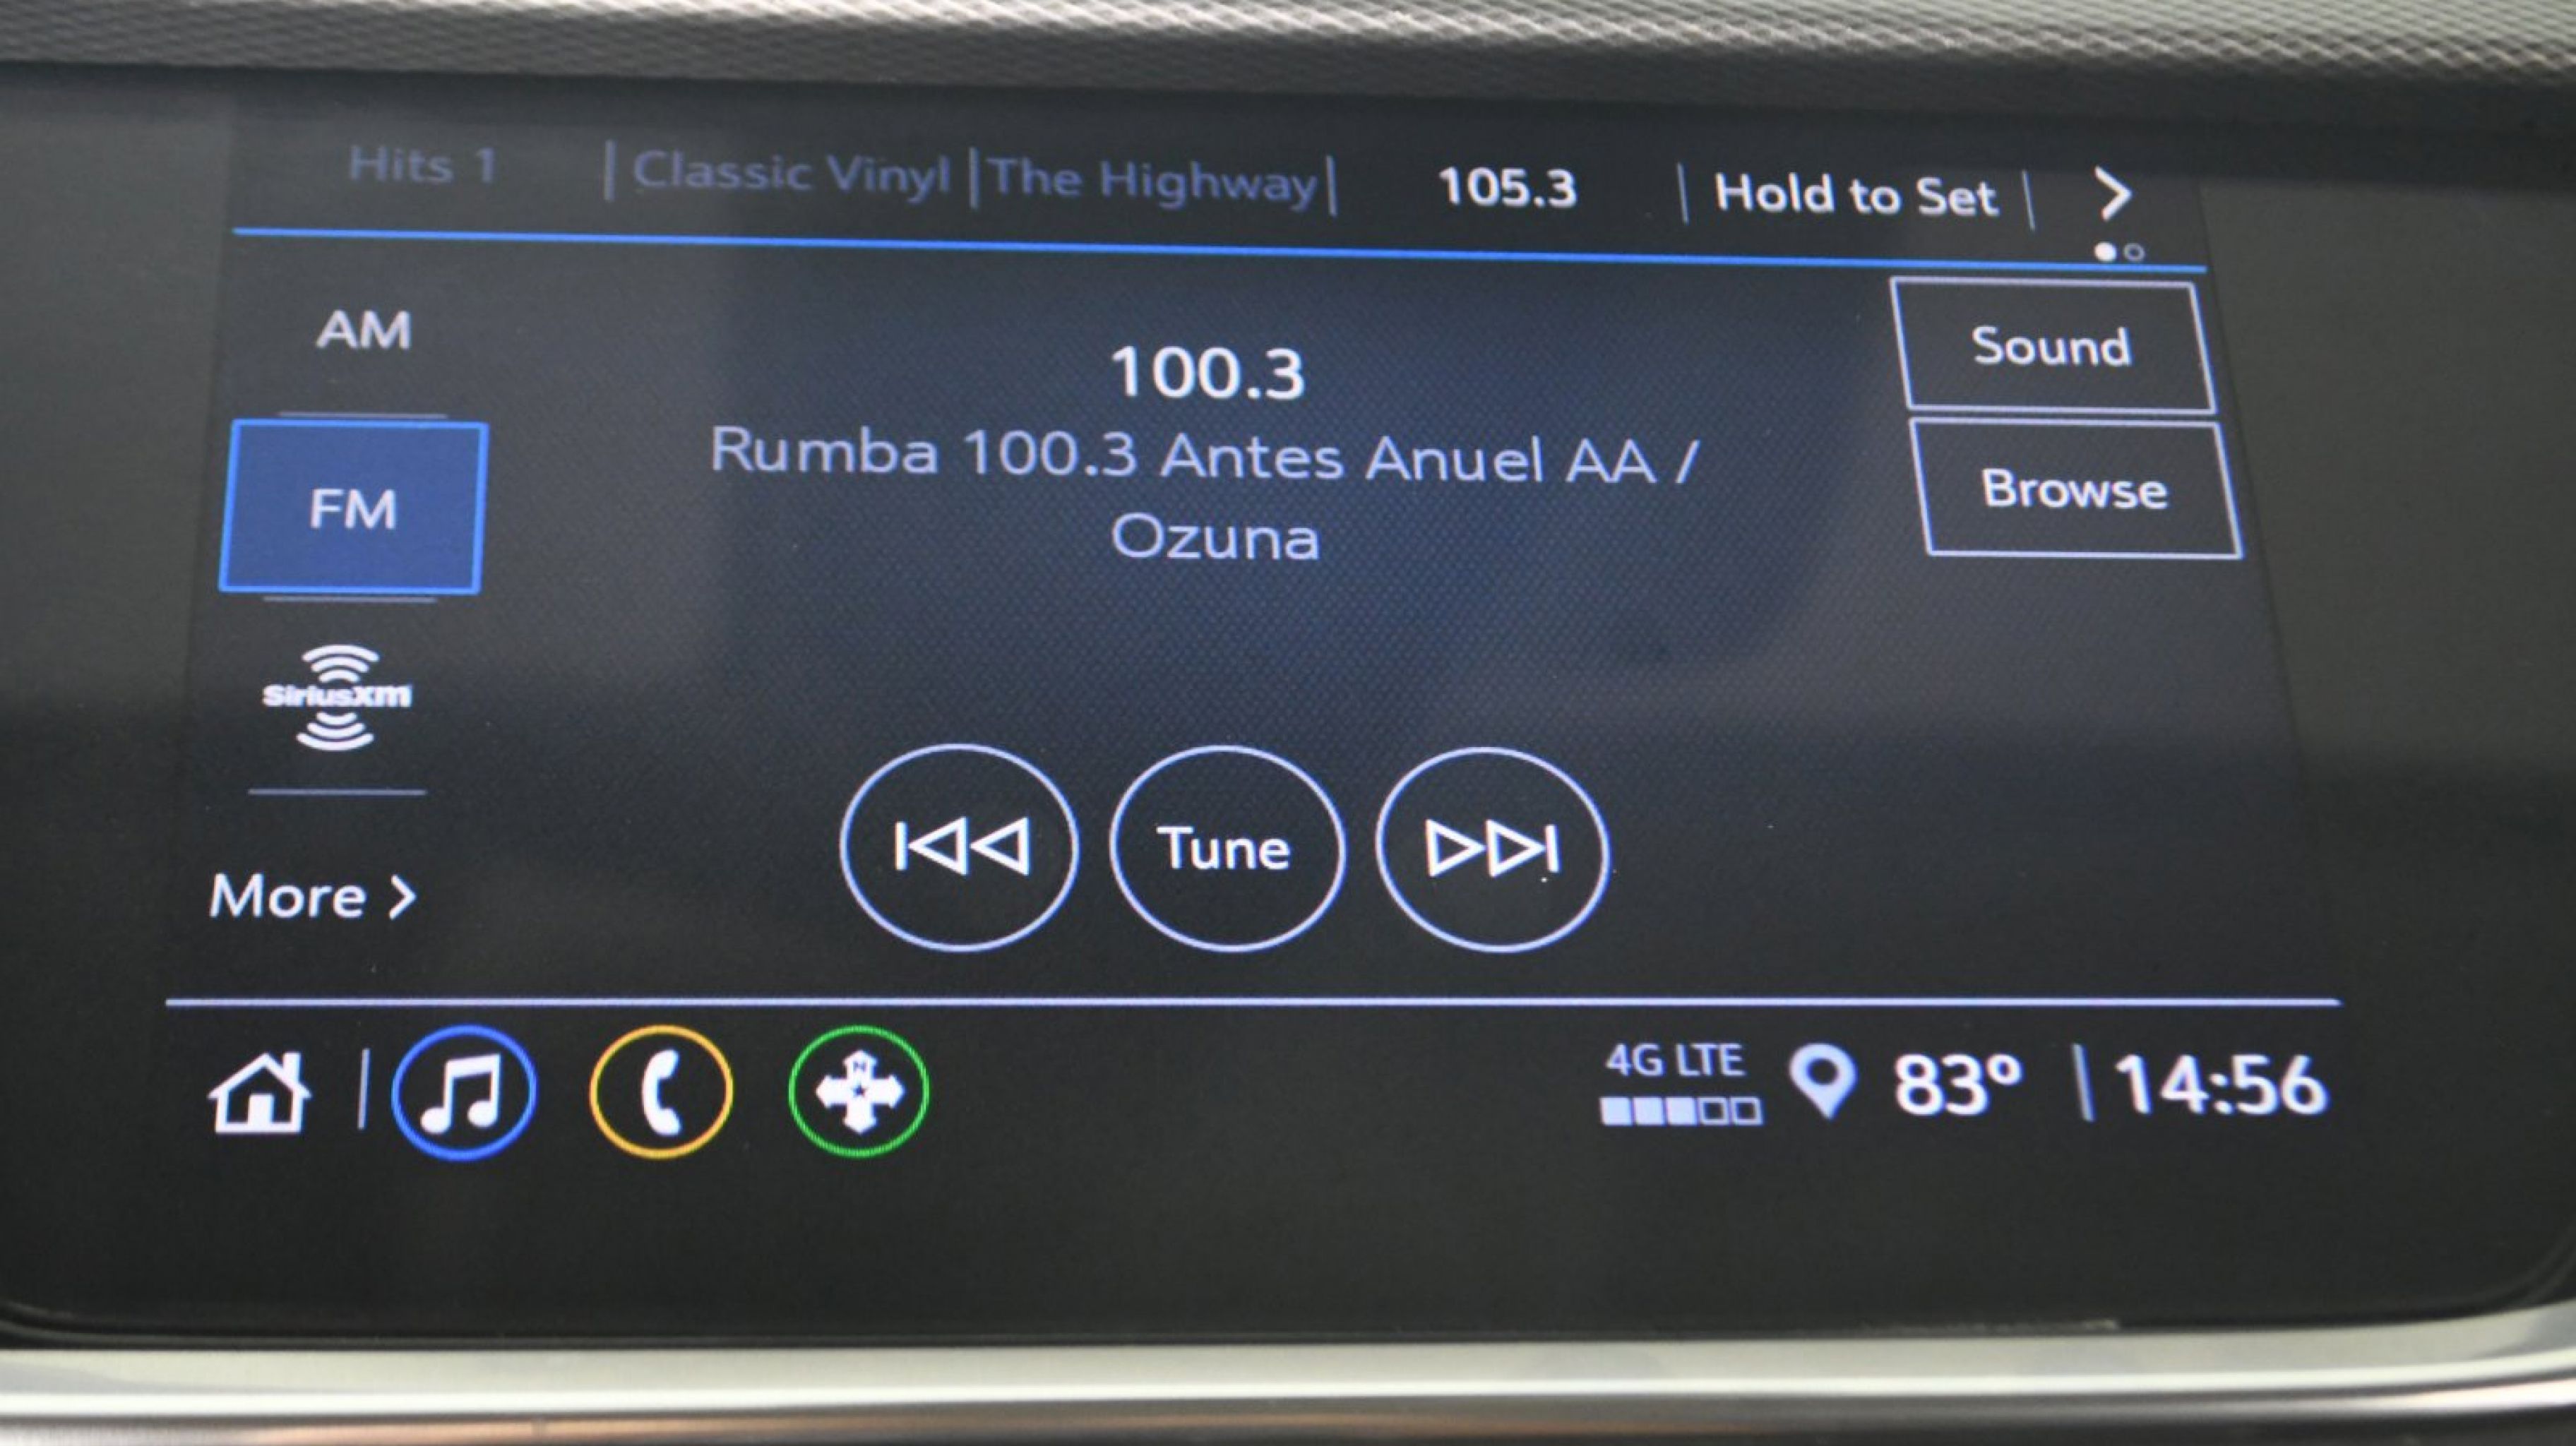 Hits 1 | Classic Vinyl | The Highway | 105.3 | Hold to Set |
AM
100.3
Sound
Rumba 100.3 Antes Anuel AA /
Ozuna
Browse
FM
SiriusXM
Tune
More >
4G LTE
83° | 14:56
N